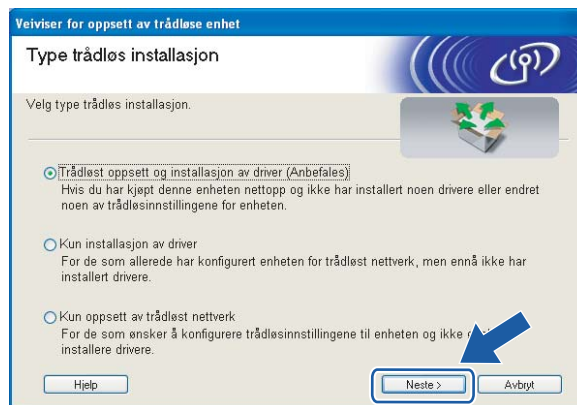 Veiviser for oppsett av trådløse enhet
Type trådløs installasjon
Velg type trådløs installasjon.
Trådløst oppsett og installasjon av driver (Anbefales)
Hvis du har kjøpt denne enheten nettopp og ikke har installert noen drivere eller endret
noen av trådløsinnstillingene for enheten.
Kun installasjon av driver
For de som allerede har konfigurert enheten for trådløst nettverk, men ennå ikke har
installert drivere.
Kun oppsett av trådløst nettverk
For de som ønsker å konfigurere trådløsinnstillingene til enheten og ikke
installere drivere.
Hjelp
Neste >
Avbryt